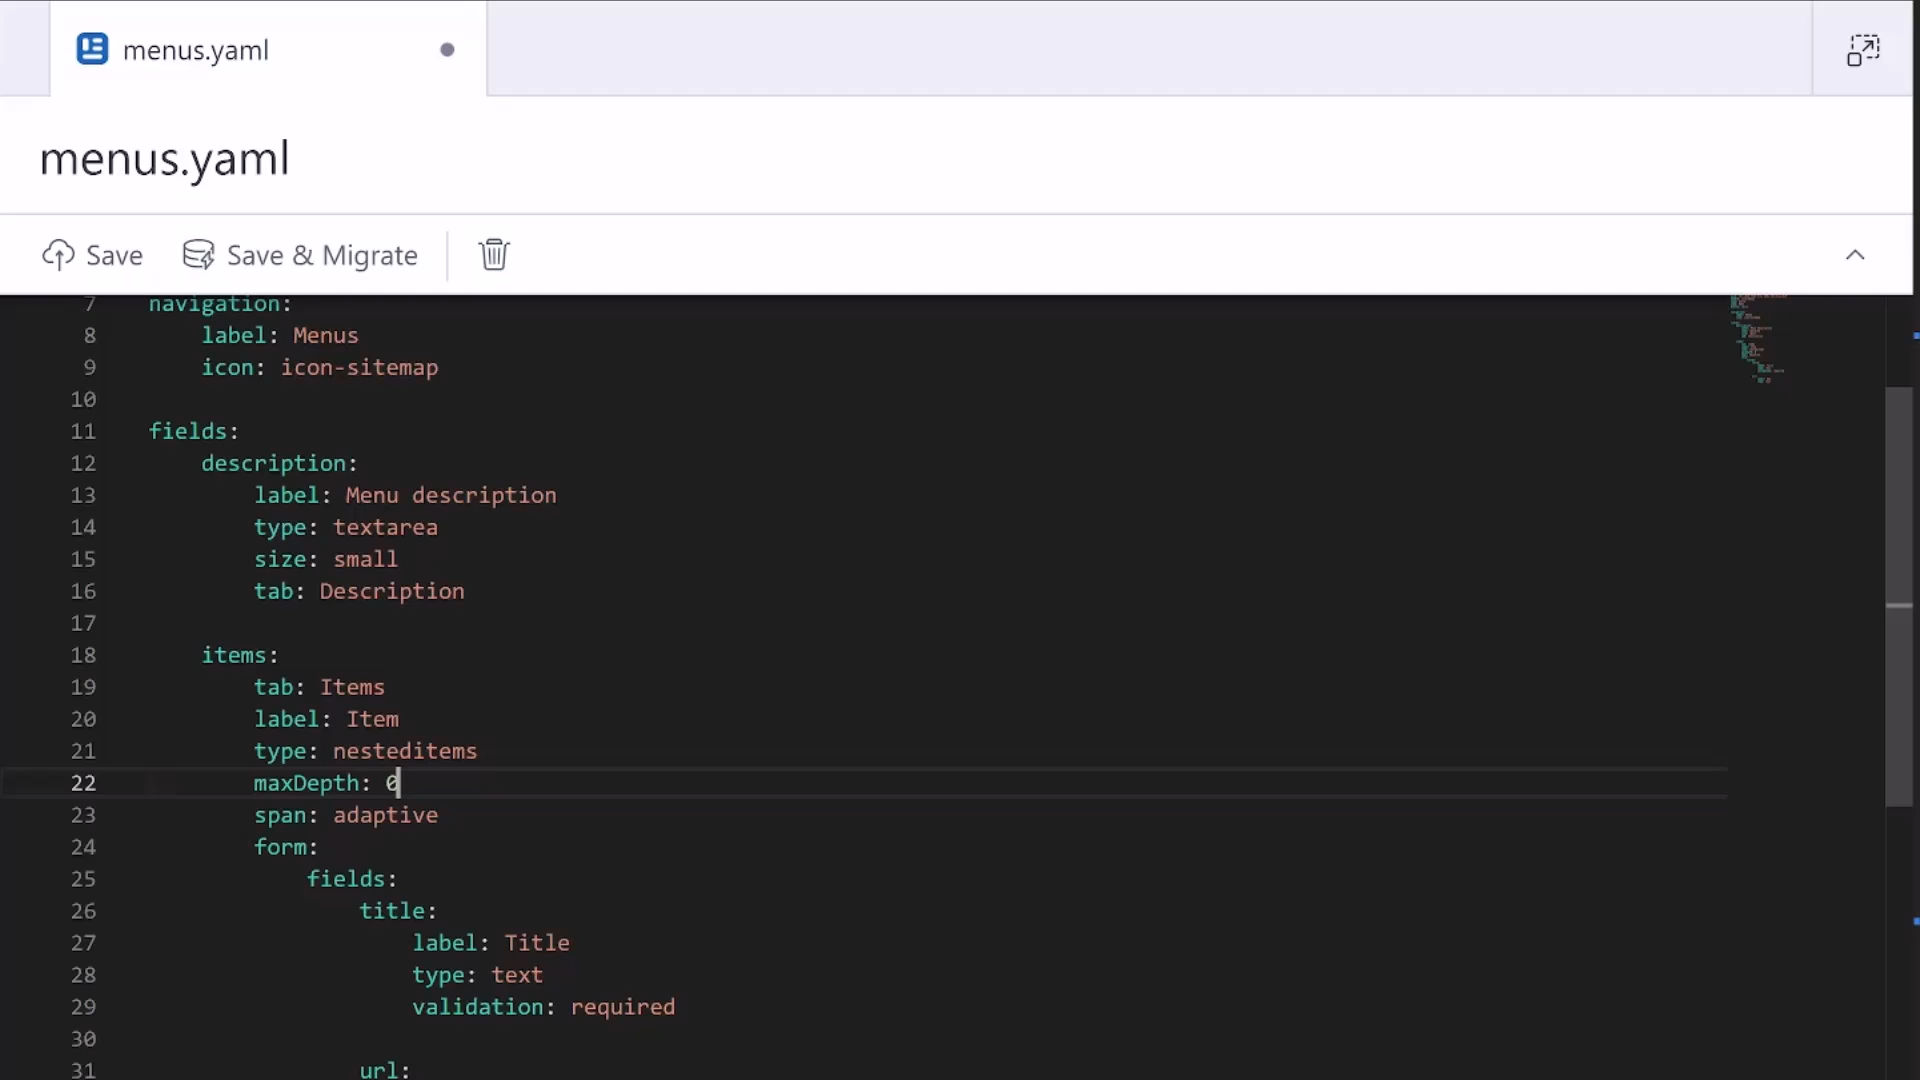 menus.yaml
menus.yaml
Save Save & Migrate
7 navigation:
8 label: Menus
9 icon: icon-sitemap
10
11 fields:
12 description:
13 label: Menu description
14 type: textarea
15 size: small
16 tab: Description
17
18 items:
19 tab: Items
20 label: Item
21 type: nesteditems
22 maxDepth: 0
23 span: adaptive
24 form:
25 fields:
26 title:
27 label: Title
28 type: text
29 validation: required
30
31 url: